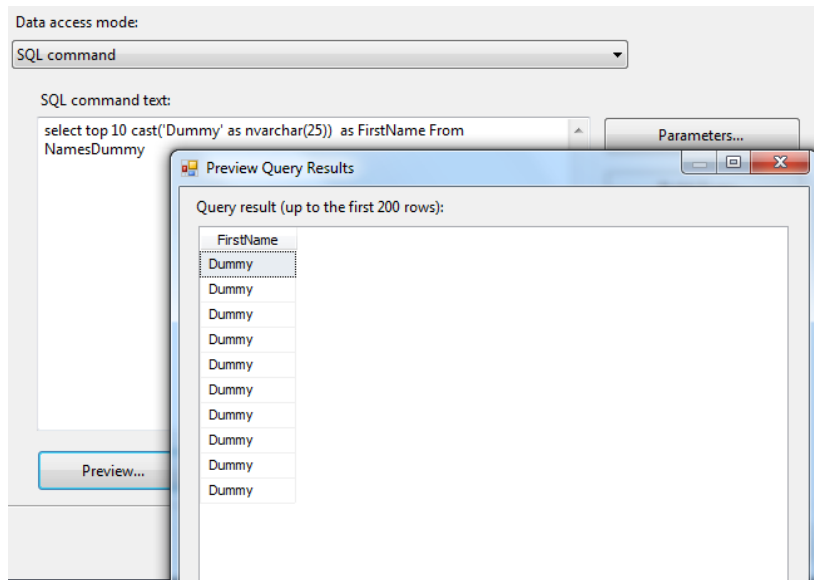 Data access mode:
SQL command
SQL command text:
select top 10 cast('Dummy' as nvarchar(25))  as FirstName From
NamesDummy
Parameters...
Preview Query Results
Query result (up to the first 200 rows):
FirstName
Dummy
Dummy
Dummy
Dummy
Dummy
Dummy
Dummy
Dummy
Dummy
Dummy
Preview...